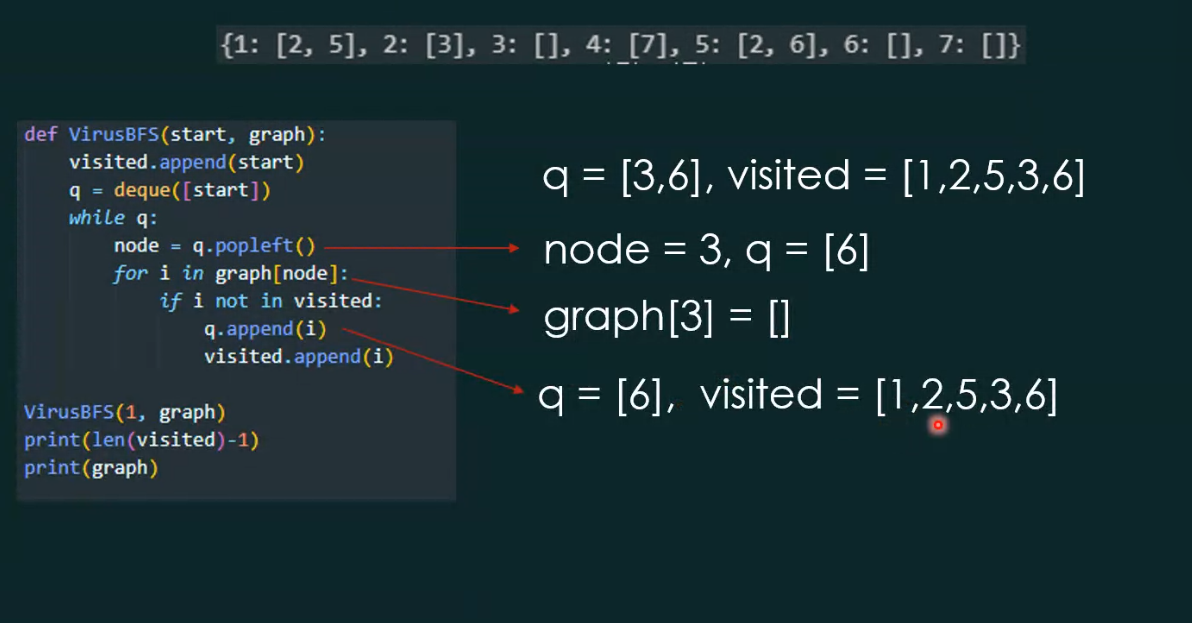 {1: [2, 5], 2: [3], 3: [], 4: [7], 5: [2, 6], 6: [], 7: []}
def VirusBFS(start, graph):
    visited.append(start)
    q = deque([start])
    while q:
        node = q.popleft()
        for i in graph[node]:
            if i not in visited:
                q.append(i)
                visited.append(i)
VirusBFS(1, graph)
print(len(visited)-1)
print(graph)
q = [3,6], visited = [1,2,5,3,6]
node = 3, q = [6]
graph[3] = []
q = [6], visited = [1,2,5,3,6]